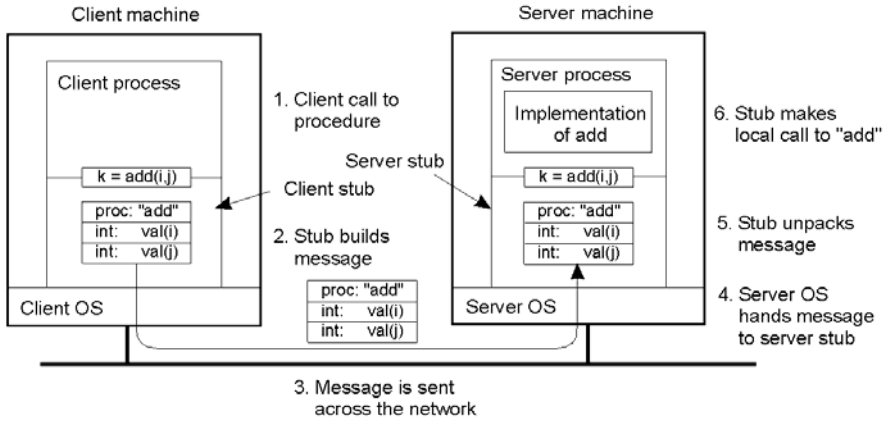 Client machine
Server machine
Client process
1. Client call to
procedure
Server process
Implementation
of add
6. Stub makes
local call to "add"
Server stub
k = add(i,j)
k = add(i,j)
Client stub
proc: "add"
int: val(i)
int: val(j)
2. Stub builds
message
proc: "add"
int: val(i)
int: val(j)
5. Stub unpacks
message
proc: "add"
int: val(i)
int: val(j)
Client OS
Server OS
4. Server OS
hands message
to server stub
3. Message is sent
across the network